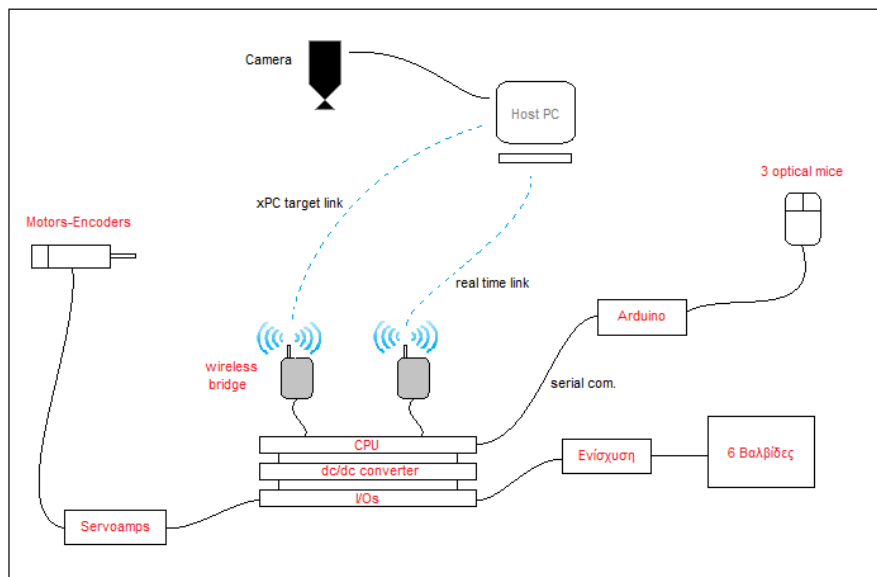 Camera
Host PC
3 optical mice
xPC target link
Motors-Encoders
real time link
Arduino
wireless
bridge
serial com.
CPU
Ενίσχυση
6 Βαλβίδες
dc/dc converter
I/Os
Servoamps